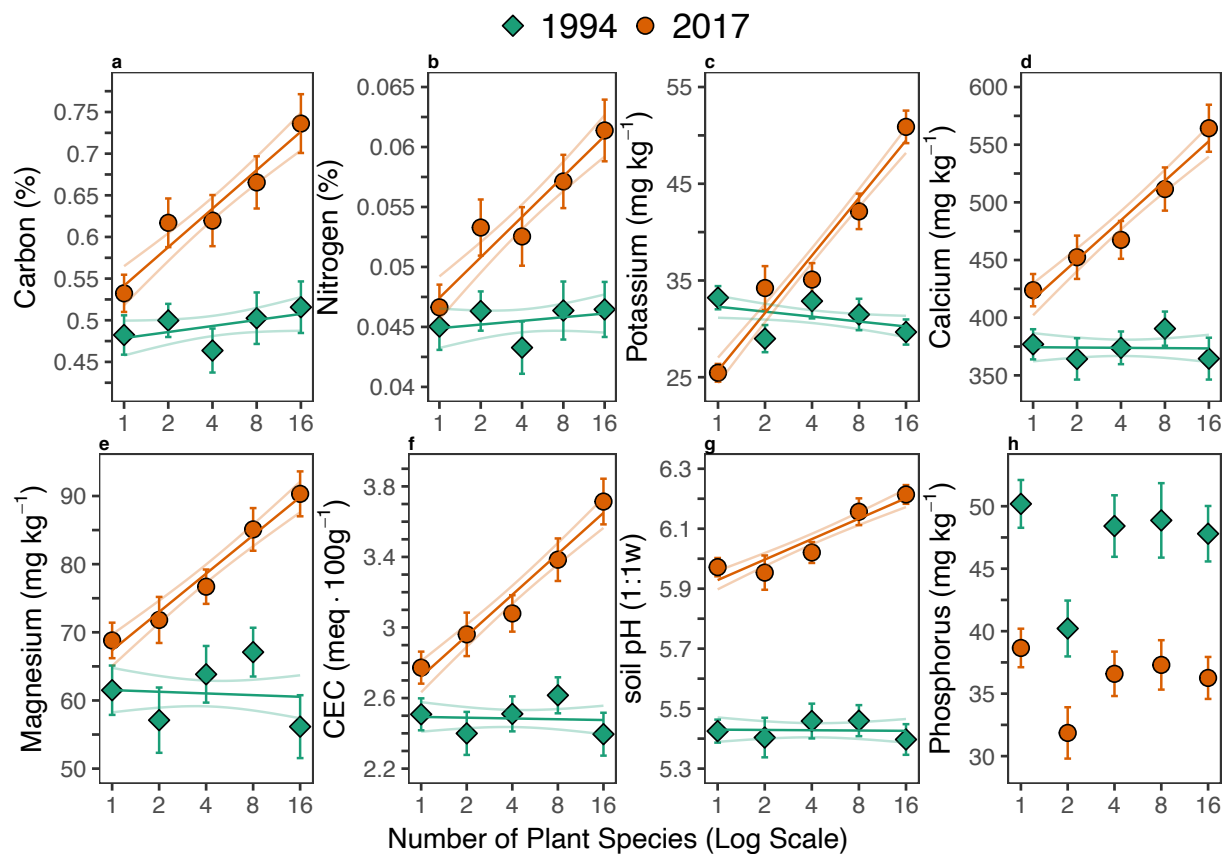 1994 2017
a b c d
Carbon (%)
0.75
0.7
0.65
0.6
0.55
0.5
0.45
1 2 4 8 16
Nitrogen (%)
0.065
0.06
0.055
0.05
0.045
0.04
1 2 4 8 16
Potassium (mg kg⁻¹)
55
45
35
25
1 2 4 8 16
Calcium (mg kg⁻¹)
600
550
500
450
400
350
1 2 4 8 16
e f g h
Magnesium (mg kg⁻¹)
90
80
70
60
50
1 2 4 8 16
CEC (meq · 100g⁻¹)
3.8
3.4
3
2.6
2.2
1 2 4 8 16
soil pH (1:1w)
6.3
6.1
5.9
5.7
5.5
5.3
1 2 4 8 16
Phosphorus (mg kg⁻¹)
50
45
40
35
30
1 2 4 8 16
Number of Plant Species (Log Scale)